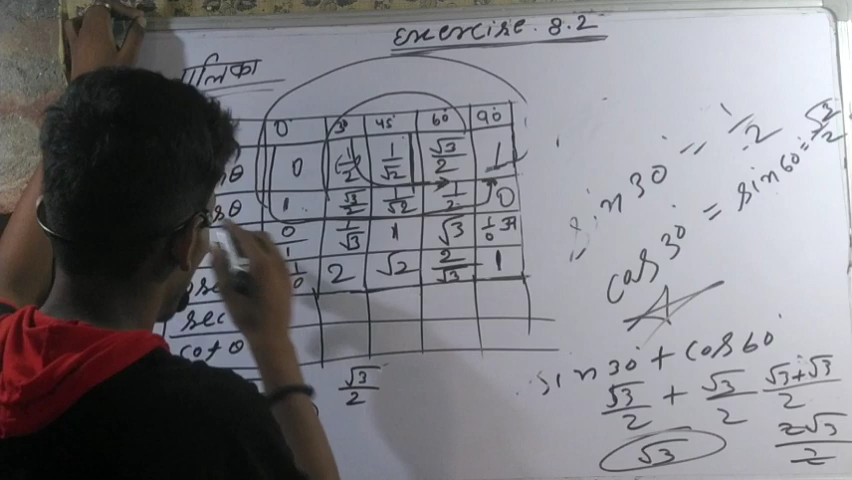 exercise. 8.2
0° 30° 45° 60° 90°
0 1/2 1/√2 √3/2 1
1 √3/2 1/√2 1/2 0
0/1 1/√3 1 √3 1/0
1/0 2 √2 2/√3 1
sec
cot θ
√3/2
sin 30° = 1/2
cos 30° = sin 60° = √3/2
sin 30° + cos 60°
√3/2 + √3/2 √3+√3/2
√3 2√3/2